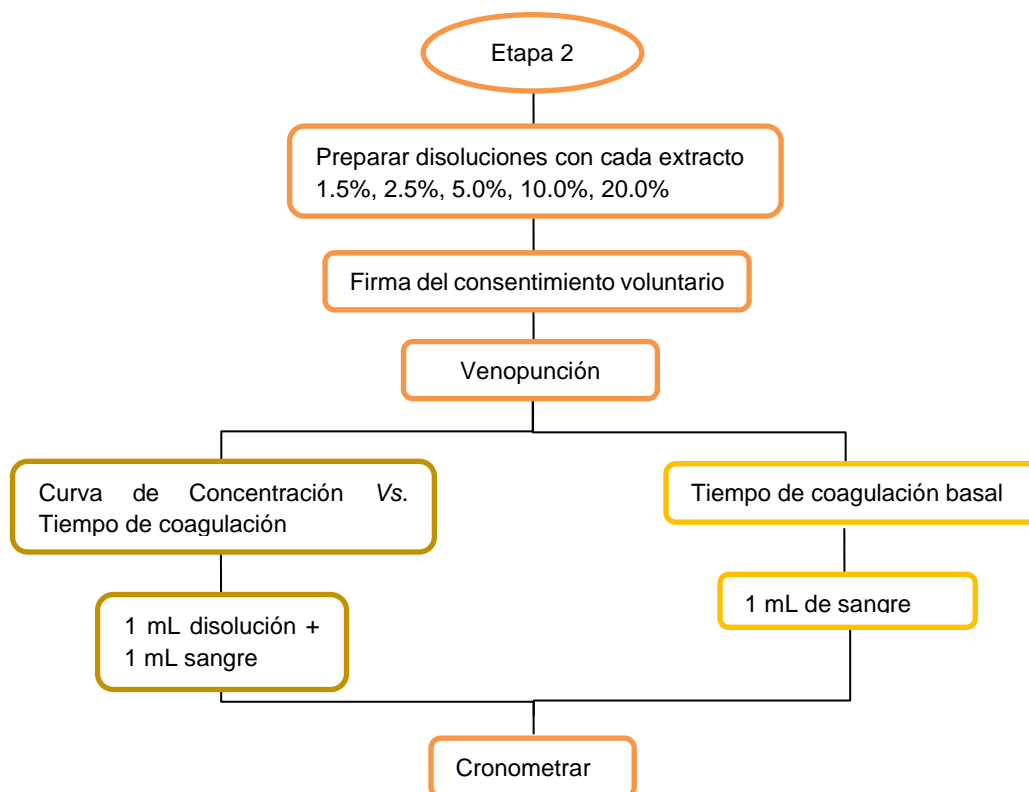 Etapa 2
Preparar disoluciones con cada extracto
1.5%, 2.5%, 5.0%, 10.0%, 20.0%
Firma del consentimiento voluntario
Venopunción
Curva de Concentración Vs.
Tiempo de coagulación
Tiempo de coagulación basal
1 mL disolución +
1 mL sangre
1 mL de sangre
Cronometrar